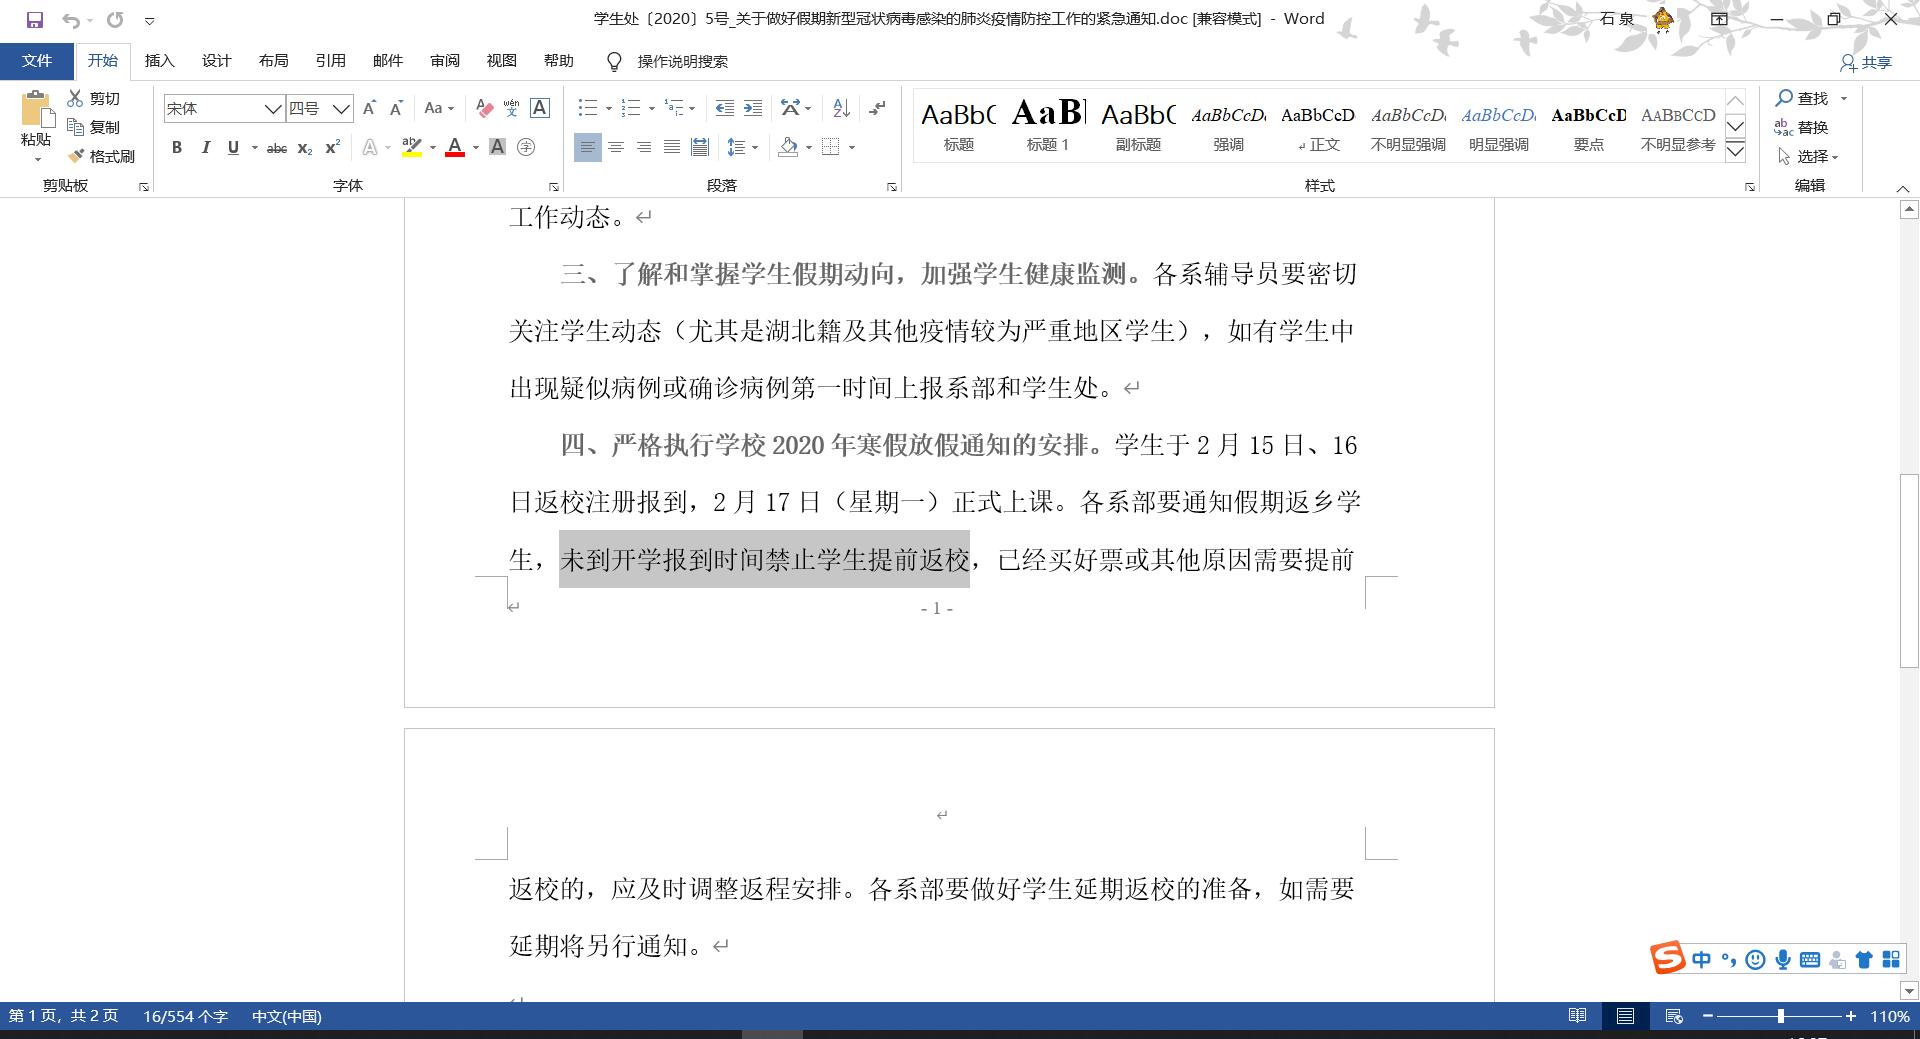 学生处〔2020〕5号_关于做好假期新型冠状病毒感染的肺炎疫情防控工作的紧急通知.doc [兼容模式] - Word
石 泉
文件 开始 插入 设计 布局 引用 邮件 审阅 视图 帮助 操作说明搜索 共享
粘贴
剪切
复制
格式刷
剪贴板
宋体 四号 A A Aa wén 文 A
B I U abc x₂ x² A aby A A 字
字体
段落
AaBbC AaBl AaBbC AaBbCcD AaBbCcD AaBbCcD AaBbCcD AaBbCcD AaBbCcD
标题 标题 1 副标题 强调 正文 不明显强调 明显强调 要点 不明显参考
样式
查找
替换
选择
编辑
工作动态。
三、了解和掌握学生假期动向，加强学生健康监测。各系辅导员要密切
关注学生动态（尤其是湖北籍及其他疫情较为严重地区学生），如有学生中
出现疑似病例或确诊病例第一时间上报系部和学生处。
四、严格执行学校 2020 年寒假放假通知的安排。学生于 2 月 15 日、16
日返校注册报到，2 月 17 日（星期一）正式上课。各系部要通知假期返乡学
生，未到开学报到时间禁止学生提前返校，已经买好票或其他原因需要提前
- 1 -
返校的，应及时调整返程安排。各系部要做好学生延期返校的准备，如需要
延期将另行通知。
S 中
第 1 页，共 2 页 16/554 个字 中文(中国) 110%